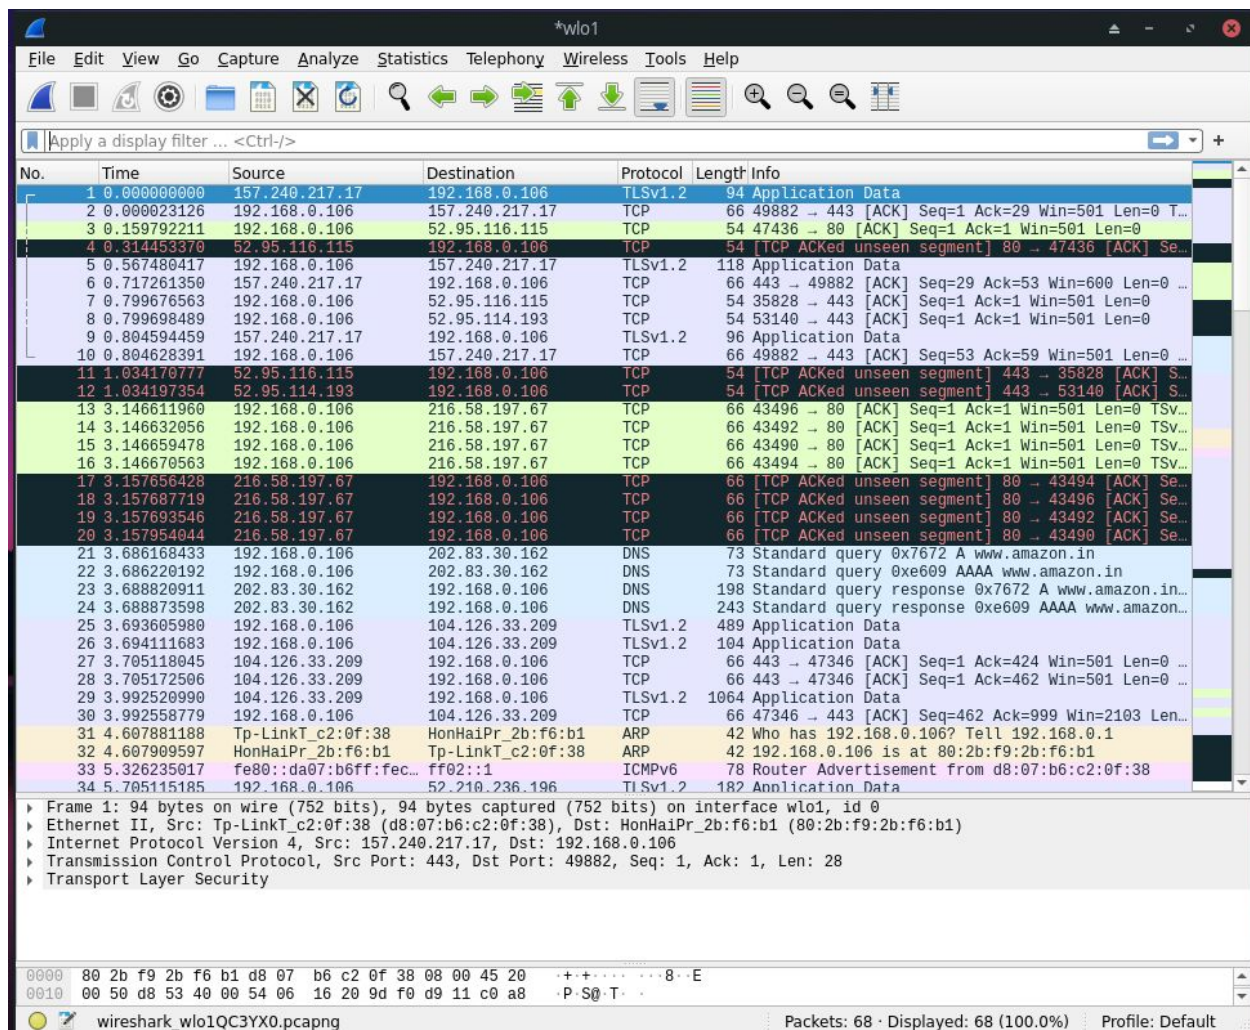 *wlo1
File Edit View Go Capture Analyze Statistics Telephony Wireless Tools Help
Apply a display filter ... <Ctrl-/>
No. Time Source Destination Protocol Length Info
1 0.000000000 157.240.217.17 192.168.0.106 TLSv1.2 94 Application Data
2 0.000023126 192.168.0.106 157.240.217.17 TCP 66 49882 → 443 [ACK] Seq=1 Ack=29 Win=501 Len=0 T…
3 0.159792211 192.168.0.106 52.95.116.115 TCP 54 47436 → 80 [ACK] Seq=1 Ack=1 Win=501 Len=0
4 0.314453370 52.95.116.115 192.168.0.106 TCP 54 [TCP ACKed unseen segment] 80 → 47436 [ACK] Se…
5 0.567480417 192.168.0.106 157.240.217.17 TLSv1.2 118 Application Data
6 0.717261350 157.240.217.17 192.168.0.106 TCP 66 443 → 49882 [ACK] Seq=29 Ack=53 Win=600 Len=0 …
7 0.799676563 192.168.0.106 52.95.116.115 TCP 54 35828 → 443 [ACK] Seq=1 Ack=1 Win=501 Len=0
8 0.799698489 192.168.0.106 52.95.114.193 TCP 54 53140 → 443 [ACK] Seq=1 Ack=1 Win=501 Len=0
9 0.804594459 157.240.217.17 192.168.0.106 TLSv1.2 96 Application Data
10 0.804628391 192.168.0.106 157.240.217.17 TCP 66 49882 → 443 [ACK] Seq=53 Ack=59 Win=501 Len=0 …
11 1.034170777 52.95.116.115 192.168.0.106 TCP 54 [TCP ACKed unseen segment] 443 → 35828 [ACK] S…
12 1.034197354 52.95.114.193 192.168.0.106 TCP 54 [TCP ACKed unseen segment] 443 → 53140 [ACK] S…
13 3.146611960 192.168.0.106 216.58.197.67 TCP 66 43496 → 80 [ACK] Seq=1 Ack=1 Win=501 Len=0 TSv…
14 3.146632056 192.168.0.106 216.58.197.67 TCP 66 43492 → 80 [ACK] Seq=1 Ack=1 Win=501 Len=0 TSv…
15 3.146659478 192.168.0.106 216.58.197.67 TCP 66 43490 → 80 [ACK] Seq=1 Ack=1 Win=501 Len=0 TSv…
16 3.146670563 192.168.0.106 216.58.197.67 TCP 66 43494 → 80 [ACK] Seq=1 Ack=1 Win=501 Len=0 TSv…
17 3.157656428 216.58.197.67 192.168.0.106 TCP 66 [TCP ACKed unseen segment] 80 → 43494 [ACK] Se…
18 3.157687719 216.58.197.67 192.168.0.106 TCP 66 [TCP ACKed unseen segment] 80 → 43496 [ACK] Se…
19 3.157693546 216.58.197.67 192.168.0.106 TCP 66 [TCP ACKed unseen segment] 80 → 43492 [ACK] Se…
20 3.157954044 216.58.197.67 192.168.0.106 TCP 66 [TCP ACKed unseen segment] 80 → 43490 [ACK] Se…
21 3.686168433 192.168.0.106 202.83.30.162 DNS 73 Standard query 0x7672 A www.amazon.in
22 3.686220192 192.168.0.106 202.83.30.162 DNS 73 Standard query 0xe609 AAAA www.amazon.in
23 3.688820911 202.83.30.162 192.168.0.106 DNS 198 Standard query response 0x7672 A www.amazon.in…
24 3.688873598 202.83.30.162 192.168.0.106 DNS 243 Standard query response 0xe609 AAAA www.amazon…
25 3.693605980 192.168.0.106 104.126.33.209 TLSv1.2 489 Application Data
26 3.694111683 192.168.0.106 104.126.33.209 TLSv1.2 104 Application Data
27 3.705118045 104.126.33.209 192.168.0.106 TCP 66 443 → 47346 [ACK] Seq=1 Ack=424 Win=501 Len=0 …
28 3.705172506 104.126.33.209 192.168.0.106 TCP 66 443 → 47346 [ACK] Seq=1 Ack=462 Win=501 Len=0 …
29 3.992520990 104.126.33.209 192.168.0.106 TLSv1.2 1064 Application Data
30 3.992558779 192.168.0.106 104.126.33.209 TCP 66 47346 → 443 [ACK] Seq=462 Ack=999 Win=2103 Len…
31 4.607881188 Tp-LinkT_c2:0f:38 HonHaiPr_2b:f6:b1 ARP 42 Who has 192.168.0.106? Tell 192.168.0.1
32 4.607909597 HonHaiPr_2b:f6:b1 Tp-LinkT_c2:0f:38 ARP 42 192.168.0.106 is at 80:2b:f9:2b:f6:b1
33 5.326235017 fe80::da07:b6ff:fec… ff02::1 ICMPv6 78 Router Advertisement from d8:07:b6:c2:0f:38
34 5.705115185 192.168.0.106 52.210.236.196 TLSv1.2 182 Application Data
Frame 1: 94 bytes on wire (752 bits), 94 bytes captured (752 bits) on interface wlo1, id 0
Ethernet II, Src: Tp-LinkT_c2:0f:38 (d8:07:b6:c2:0f:38), Dst: HonHaiPr_2b:f6:b1 (80:2b:f9:2b:f6:b1)
Internet Protocol Version 4, Src: 157.240.217.17, Dst: 192.168.0.106
Transmission Control Protocol, Src Port: 443, Dst Port: 49882, Seq: 1, Ack: 1, Len: 28
Transport Layer Security
0000 80 2b f9 2b f6 b1 d8 07 b6 c2 0f 38 08 00 45 20 ·+·+···· ···8··E
0010 00 50 d8 53 40 00 54 06 16 20 9d f0 d9 11 c0 a8 ·P·S@·T· ·
wireshark_wlo1QC3YX0.pcapng Packets: 68 · Displayed: 68 (100.0%) Profile: Default